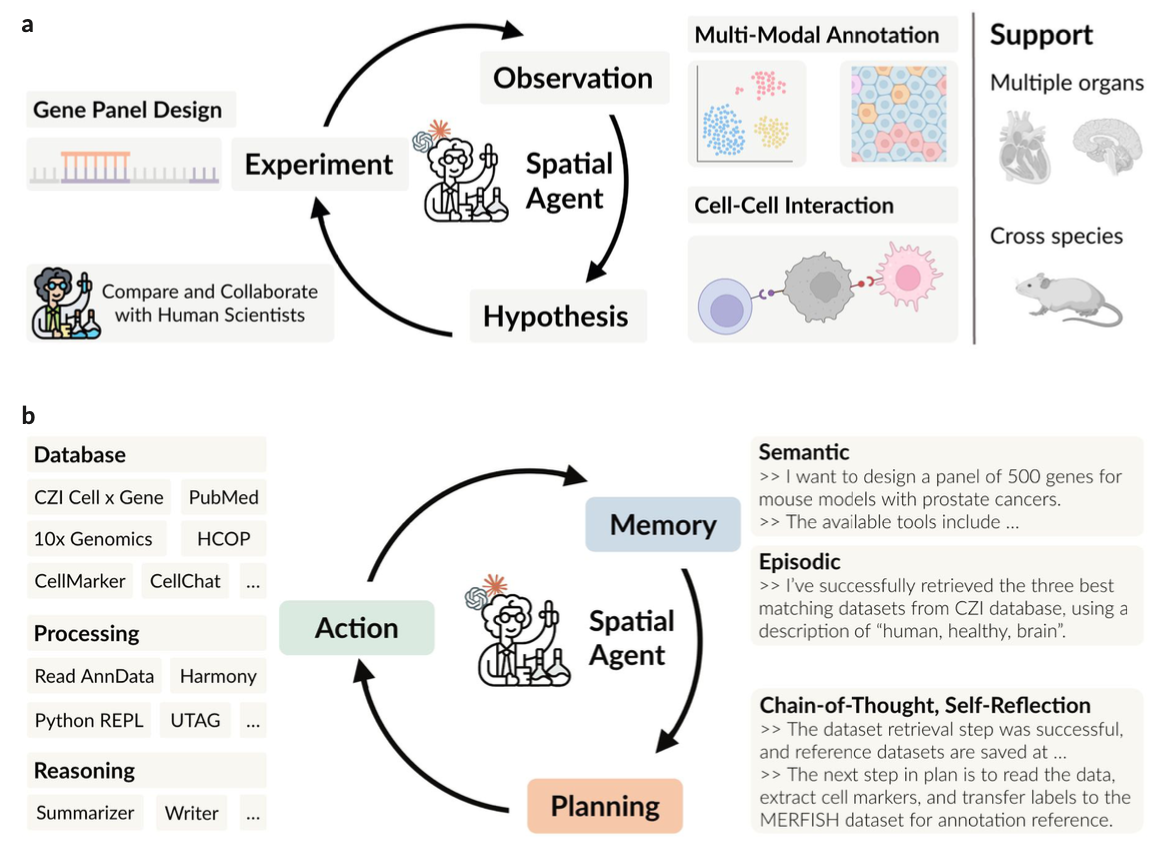 a
Gene Panel Design
Experiment
Compare and Collaborate
with Human Scientists
Observation
Spatial
Agent
Hypothesis
Multi-Modal Annotation
Cell-Cell Interaction
Support
Multiple organs
Cross species
b
Database
CZI Cell x Gene
PubMed
10x Genomics
HCOP
CellMarker
CellChat
...
Processing
Read AnnData
Harmony
Python REPL
UTAG
...
Reasoning
Summarizer
Writer
...
Action
Memory
Spatial
Agent
Planning
Semantic
>> I want to design a panel of 500 genes for
mouse models with prostate cancers.
>> The available tools include ...
Episodic
>> I’ve successfully retrieved the three best
matching datasets from CZI database, using a
description of “human, healthy, brain”.
Chain-of-Thought, Self-Reflection
>> The dataset retrieval step was successful,
and reference datasets are saved at ...
>> The next step in plan is to read the data,
extract cell markers, and transfer labels to the
MERFISH dataset for annotation reference.